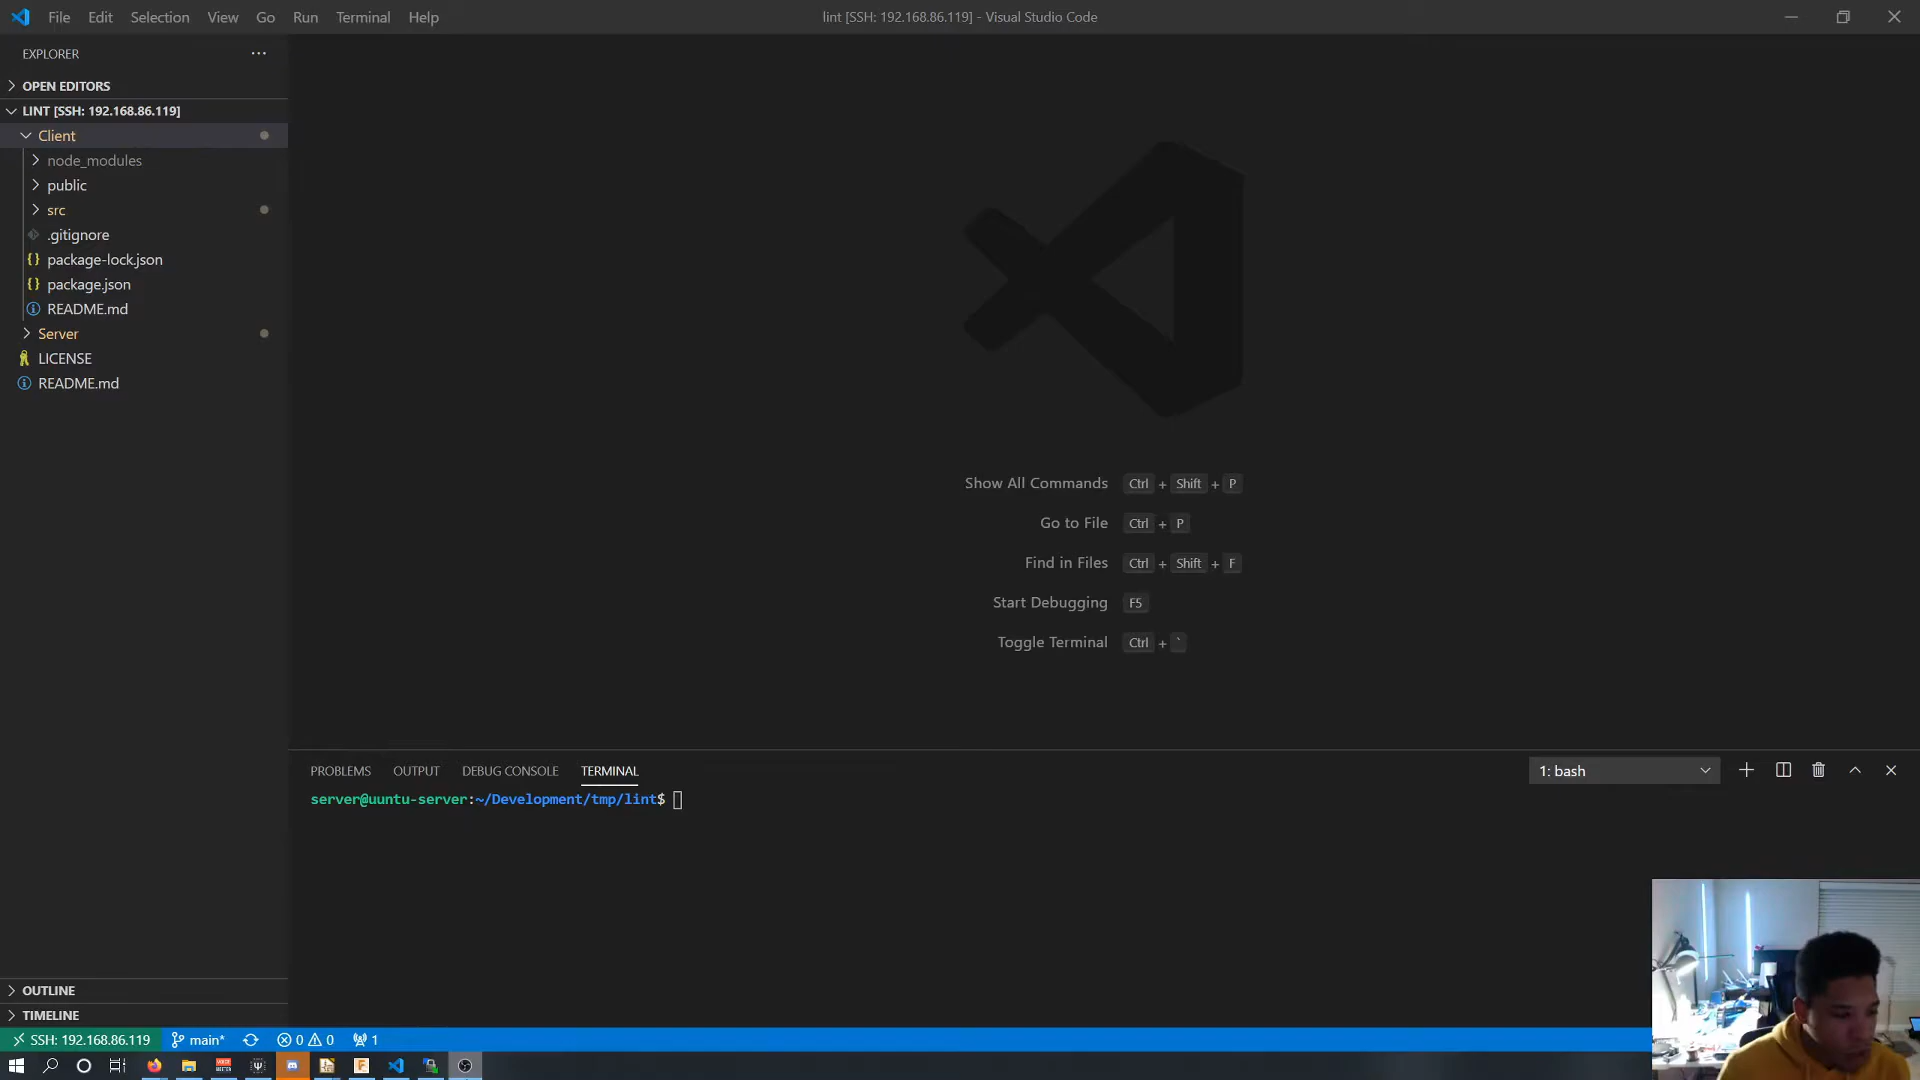 File Edit Selection View Go Run Terminal Help
lint [SSH: 192.168.86.119] - Visual Studio Code
EXPLORER
OPEN EDITORS
LINT [SSH: 192.168.86.119]
Client
node_modules
public
src
.gitignore
package-lock.json
package.json
README.md
Server
LICENSE
README.md
Show All Commands Ctrl + Shift + P
Go to File Ctrl + P
Find in Files Ctrl + Shift + F
Start Debugging F5
Toggle Terminal Ctrl + `
PROBLEMS OUTPUT DEBUG CONSOLE TERMINAL
1: bash
server@uuntu-server:~/Development/tmp/lint$
OUTLINE
TIMELINE
SSH: 192.168.86.119 main* 0 0 1